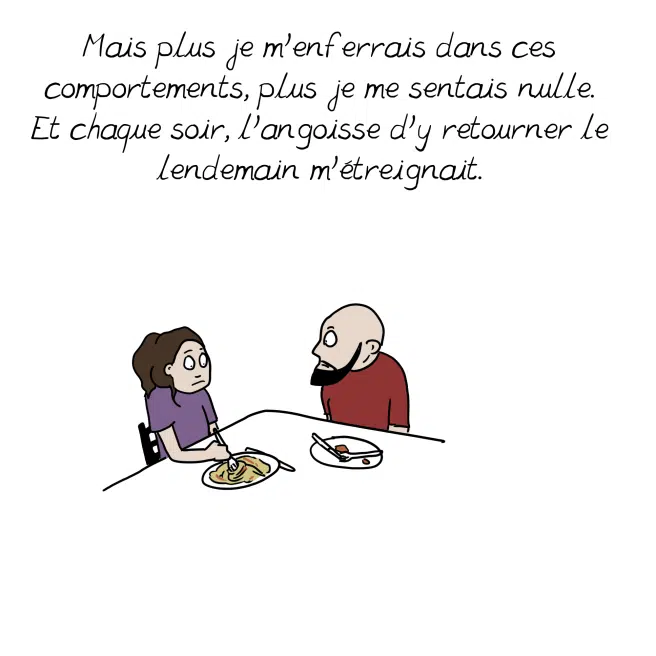 Mais plus je m'enferrais dans ces
comportements, plus je me sentais nulle.
Et chaque soir, l'angoisse d'y retourner le
lendemain m'étreignait.